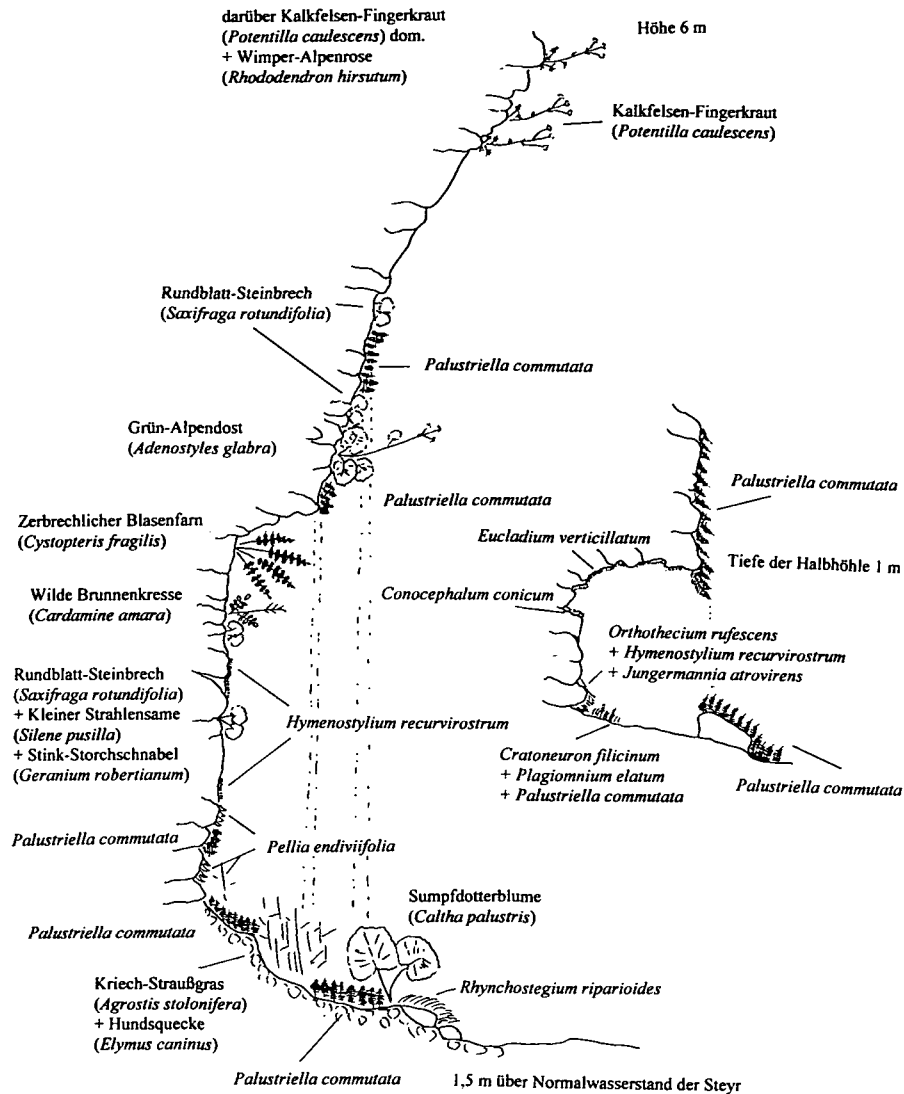 darüber Kalkfelsen-Fingerkraut
(Potentilla caulescens) dom.
+ Wimper-Alpenrose
(Rhododendron hirsutum)
Höhe 6 m
Kalkfelsen-Fingerkraut
(Potentilla caulescens)
Rundblatt-Steinbrech
(Saxifraga rotundifolia)
Palustriella commutata
Grün-Alpendost
(Adenostyles glabra)
Palustriella commutata
Zerbrechlicher Blasenfarn
(Cystopteris fragilis)
Wilde Brunnenkresse
(Cardamine amara)
Rundblatt-Steinbrech
(Saxifraga rotundifolia)
+ Kleiner Strahlensame
(Silene pusilla)
+ Stink-Storchschnabel
(Geranium robertianum)
Hymenostylium recurvirostrum
Palustriella commutata
Pellia endiviifolia
Palustriella commutata
Sumpfdotterblume
(Caltha palustris)
Kriech-Straußgras
(Agrostis stolonifera)
+ Hundsquecke
(Elymus caninus)
Rhynchostegium riparioides
Palustriella commutata
1,5 m über Normalwasserstand der Steyr
Palustriella commutata
Eucladium verticillatum
Tiefe der Halbhöhle 1 m
Conocephalum conicum
Orthothecium rufescens
+ Hymenostylium recurvirostrum
+ Jungermannia atrovirens
Cratoneuron filicinum
+ Plagiomnium elatum
+ Palustriella commutata
Palustriella commutata